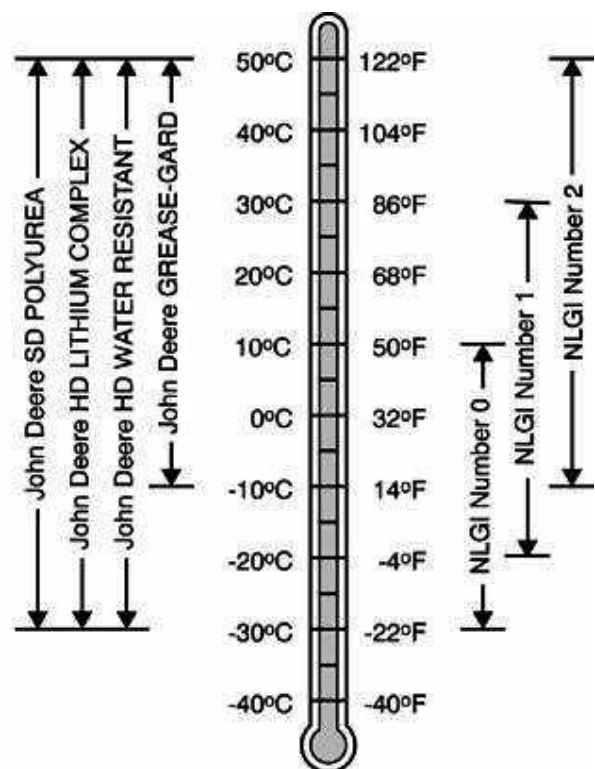 John Deere SD POLYUREA
John Deere HD LITHIUM COMPLEX
John Deere HD WATER RESISTANT
John Deere GREASE-GARD
50ºC 122ºF
40ºC 104ºF
30ºC 86ºF
20ºC 68ºF
10ºC 50ºF
0ºC 32ºF
-10ºC 14ºF
-20ºC -4ºF
-30ºC -22ºF
-40ºC -40ºF
NLGI Number 0
NLGI Number 1
NLGI Number 2